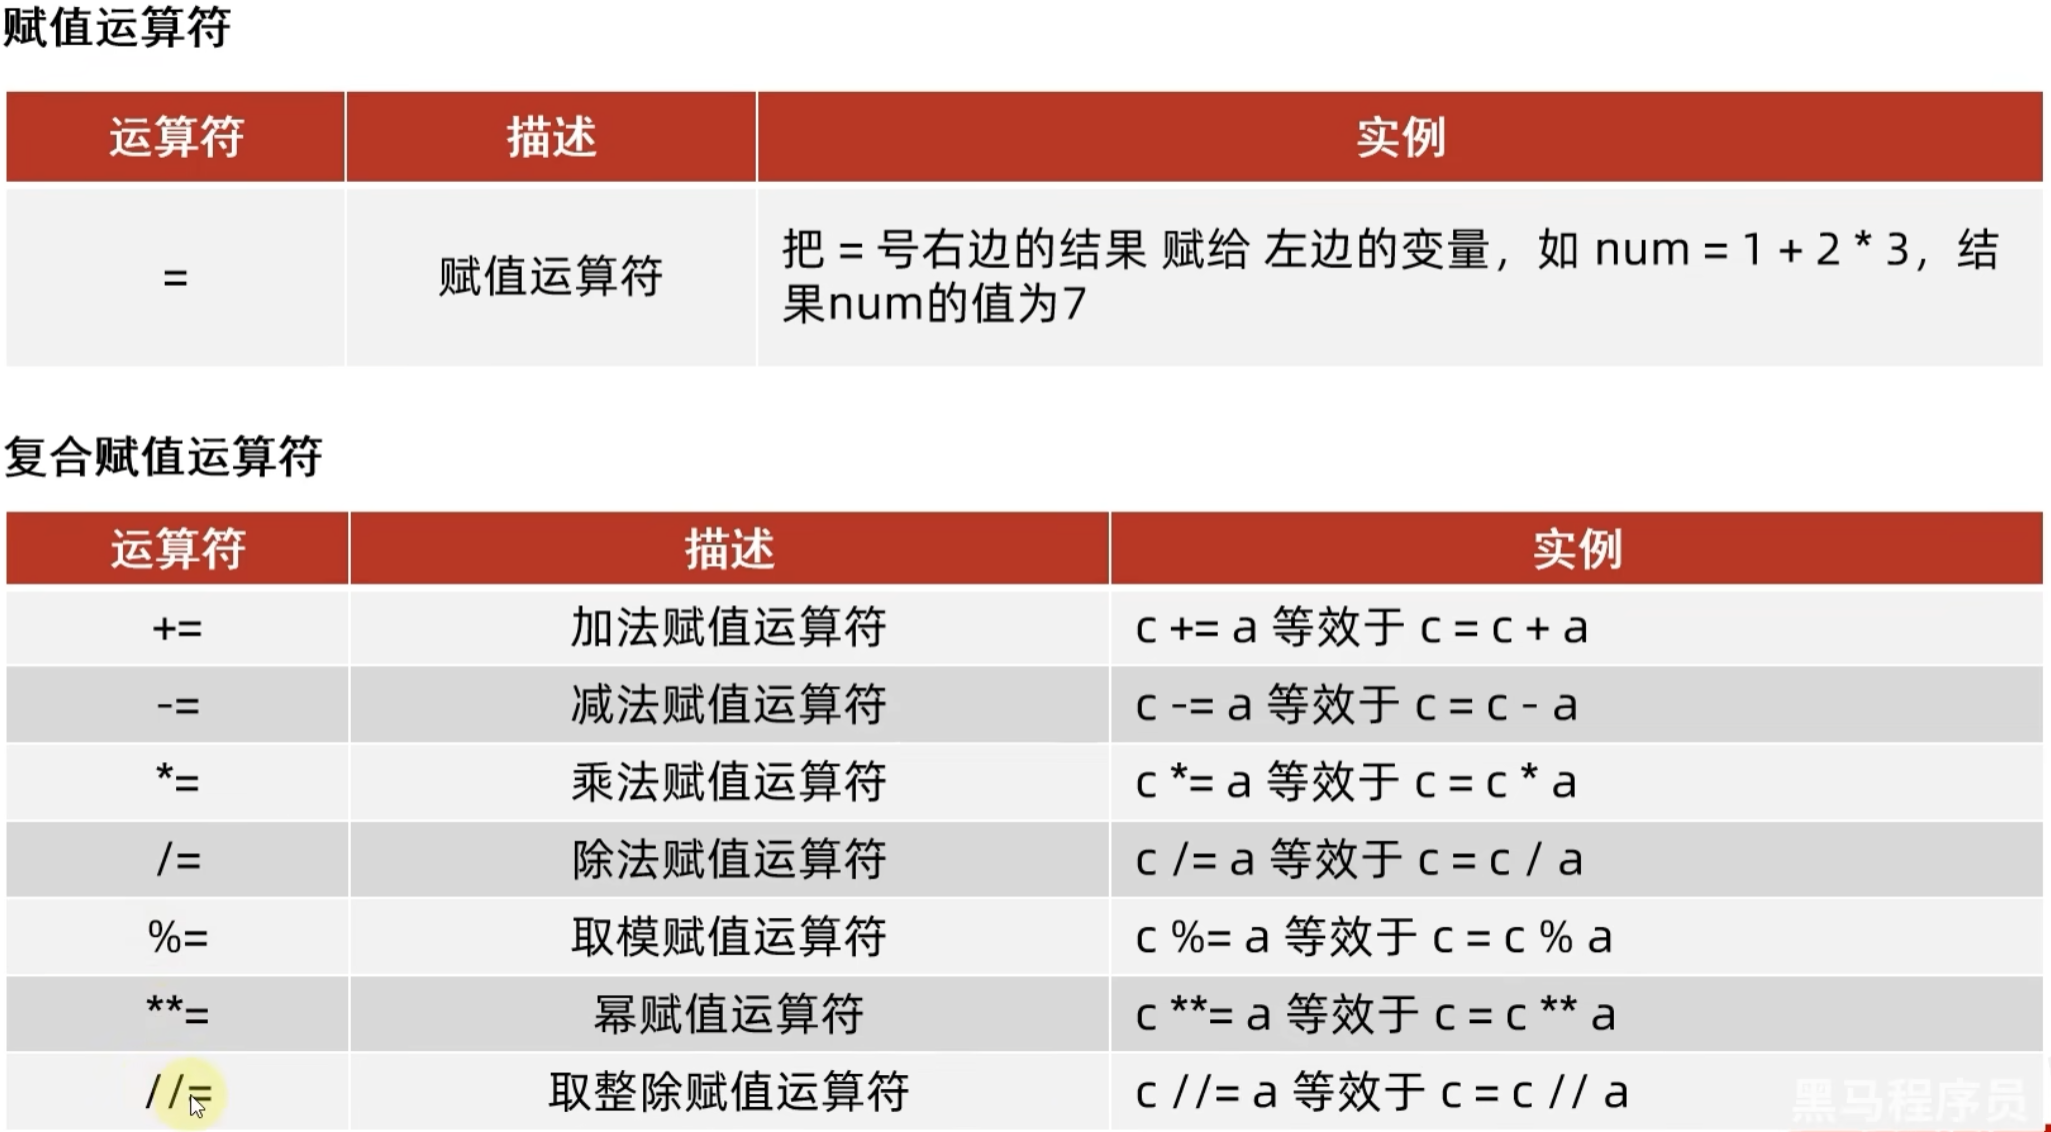 赋值运算符
运算符 描述 实例
= 赋值运算符 把 = 号右边的结果 赋给 左边的变量，如 num = 1 + 2 * 3，结
果num的值为7
复合赋值运算符
运算符 描述 实例
+= 加法赋值运算符 c += a 等效于 c = c + a
-= 减法赋值运算符 c -= a 等效于 c = c - a
*= 乘法赋值运算符 c *= a 等效于 c = c * a
/= 除法赋值运算符 c /= a 等效于 c = c / a
%= 取模赋值运算符 c %= a 等效于 c = c % a
**= 幂赋值运算符 c **= a 等效于 c = c ** a
//= 取整除赋值运算符 c //= a 等效于 c = c // a
黑马程序员